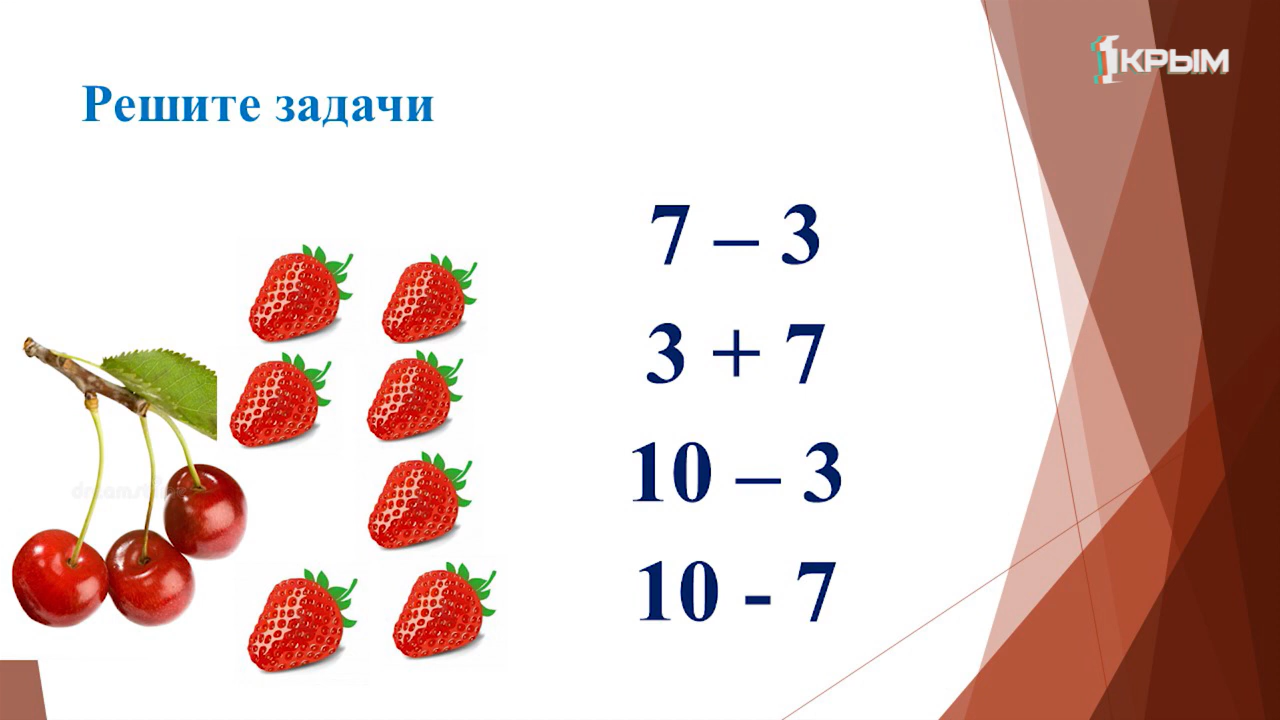 1КРЫМ
Решите задачи
7 – 3
3 + 7
10 – 3
10 - 7